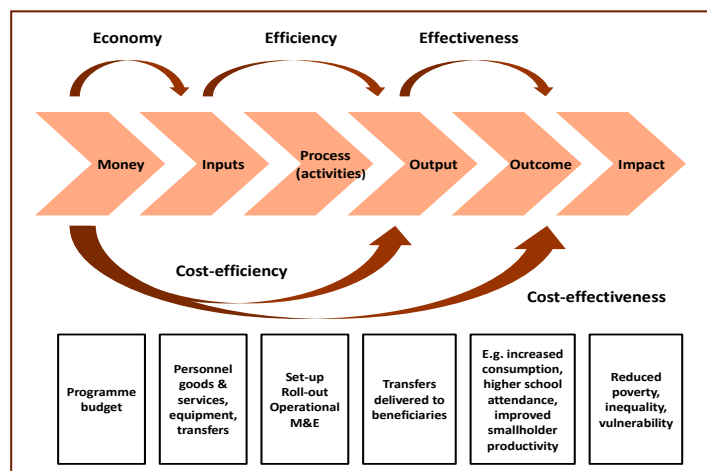 Economy
Efficiency
Effectiveness
Money
Inputs
Process
(activities)
Output
Outcome
Impact
Cost-efficiency
Cost-effectiveness
Programme
budget
Personnel
goods &
services,
equipment,
transfers
Set-up
Roll-out
Operational
M&E
Transfers
delivered to
beneficiaries
E.g. increased
consumption,
higher school
attendance,
improved
smallholder
productivity
Reduced
poverty,
inequality,
vulnerability